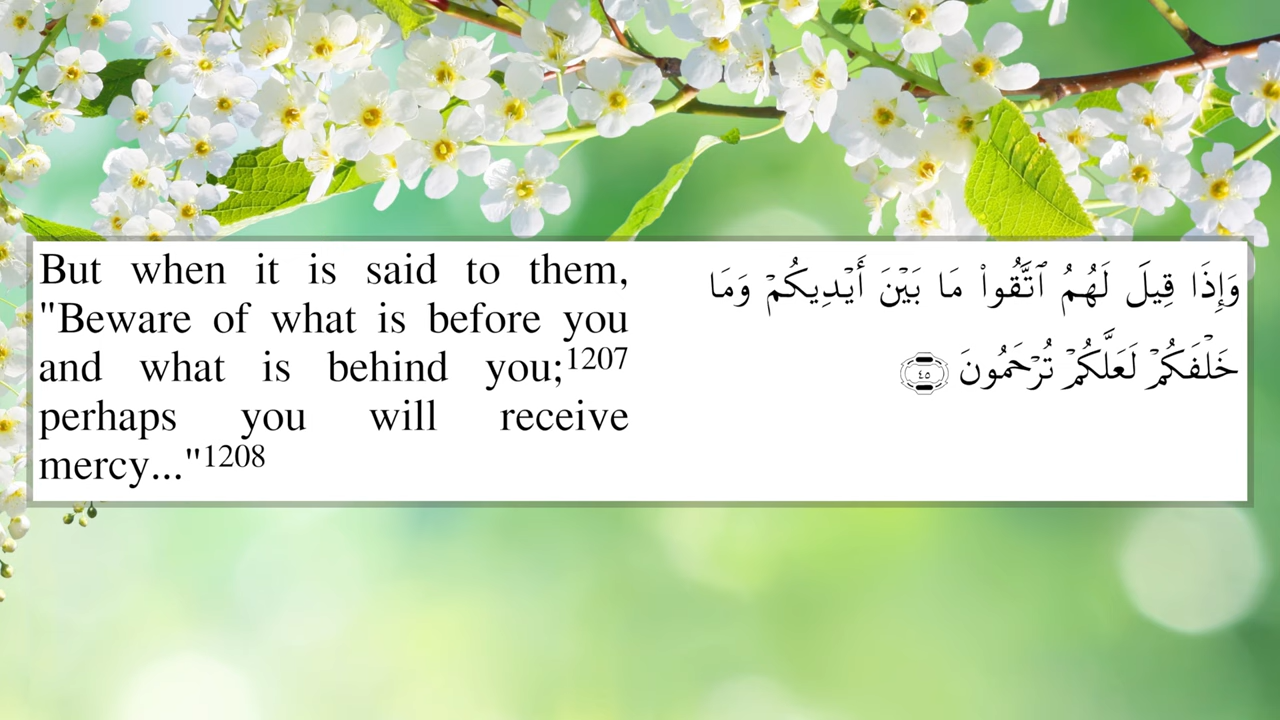 But when it is said to them,
"Beware of what is before you
and what is behind you;1207
perhaps you will receive
mercy..."1208
وَإِذَا قِيلَ لَهُمُ ٱتَّقُوا۟ مَا بَيْنَ أَيْدِيكُمْ وَمَا
خَلْفَكُمْ لَعَلَّكُمْ تُرْحَمُونَ ٤٥